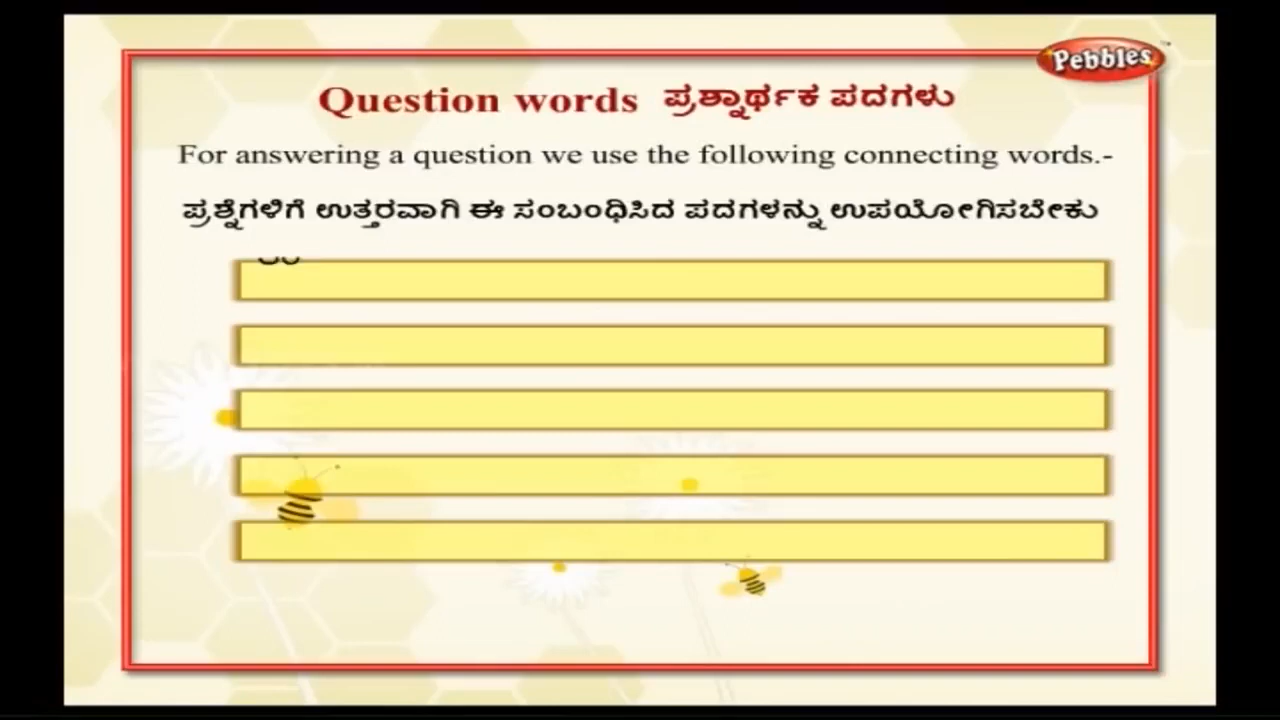 Pebbles
Question words ಪ್ರಶ್ನಾರ್ಥಕ ಪದಗಳು
For answering a question we use the following connecting words.-
ಪ್ರಶ್ನೆಗಳಿಗೆ ಉತ್ತರವಾಗಿ ಈ ಸಂಬಂಧಿಸಿದ ಪದಗಳನ್ನು ಉಪಯೋಗಿಸಬೇಕು